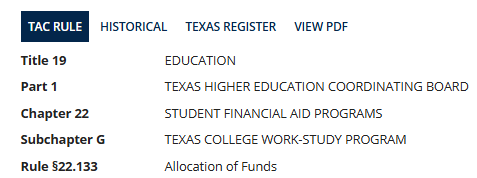 TAC RULE HISTORICAL TEXAS REGISTER VIEW PDF
Title 19 EDUCATION
Part 1 TEXAS HIGHER EDUCATION COORDINATING BOARD
Chapter 22 STUDENT FINANCIAL AID PROGRAMS
Subchapter G TEXAS COLLEGE WORK-STUDY PROGRAM
Rule §22.133 Allocation of Funds